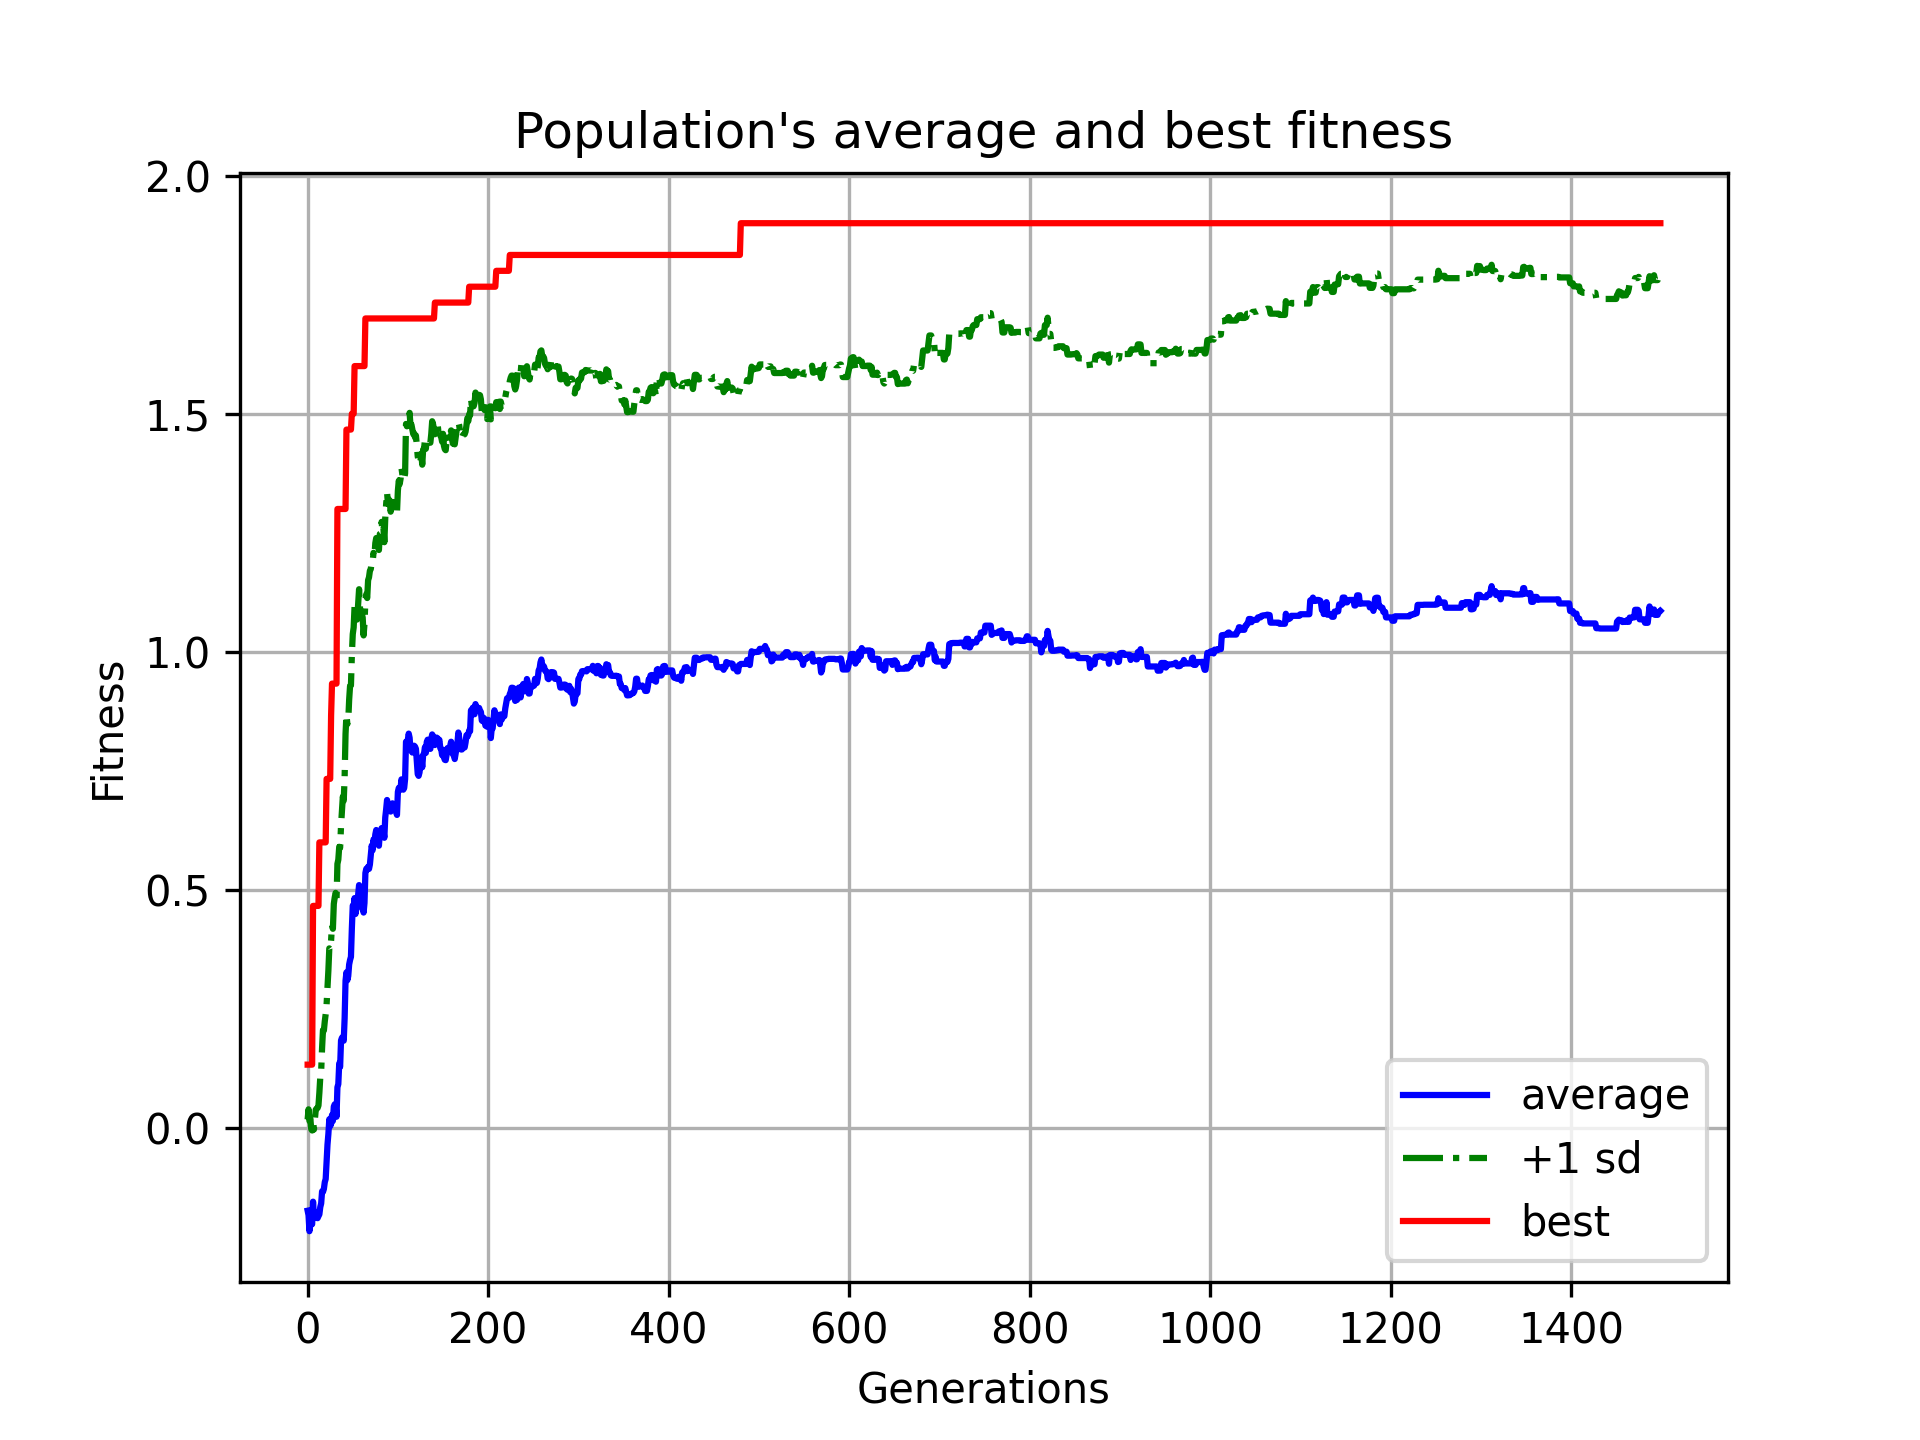 Population's average and best fitness
2.0
1.5
1.0
0.5
0.0
Fitness
0 200 400 600 800 1000 1200 1400
Generations
average
+1 sd
best